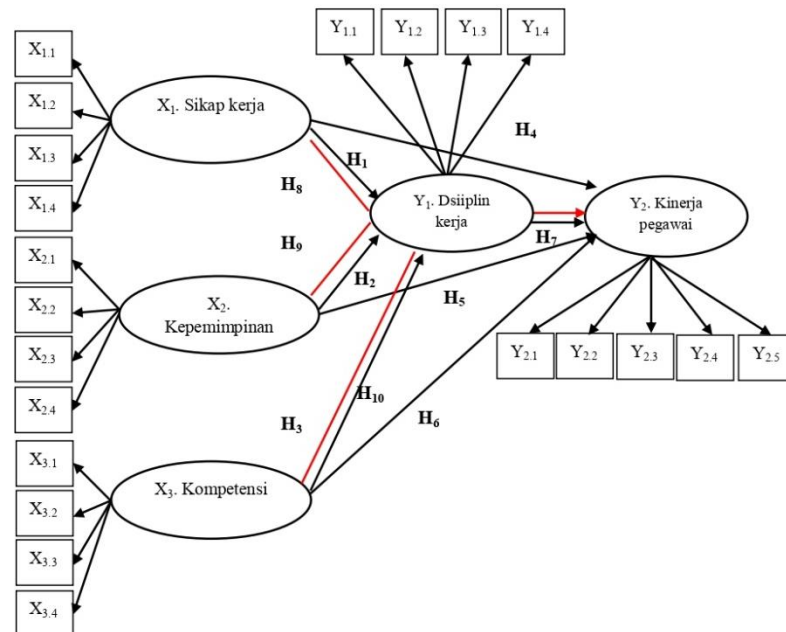 Y1.1
Y1.2
Y1.3
Y1.4
X1.1
X1.2
X1.3
X1.4
X1. Sikap kerja
H4
H1
H8
Y1. Dsiiplin
kerja
Y2. Kinerja
pegawai
H7
H9
H2
X2.1
X2.2
X2.3
X2.4
X2.
Kepemimpinan
H5
Y2.1
Y2.2
Y2.3
Y2.4
Y2.5
H10
H3
H6
X3.1
X3.2
X3.3
X3.4
X3. Kompetensi